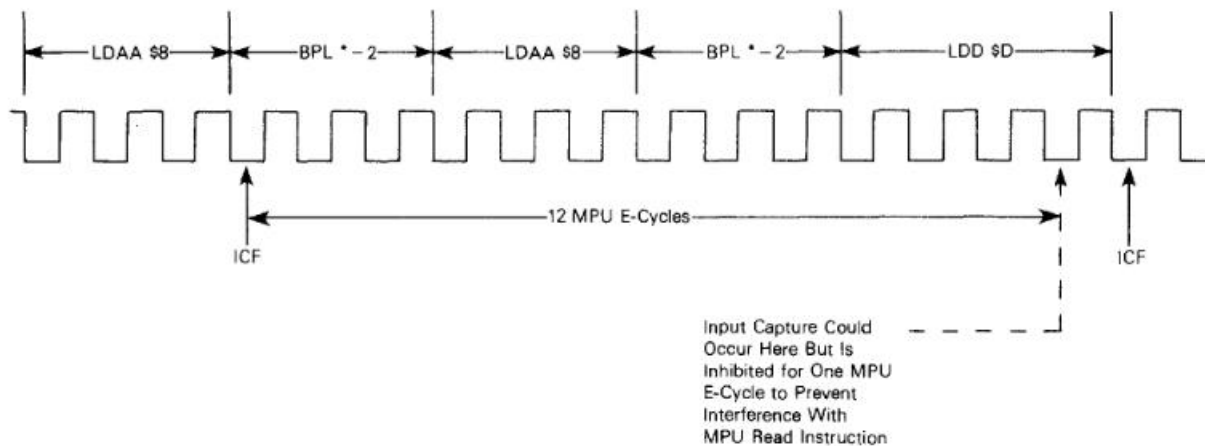 LDAA $8 BPL * - 2 LDAA $8 BPL * - 2 LDD $D
12 MPU E-Cycles
ICF ICF
Input Capture Could
Occur Here But Is
Inhibited for One MPU
E-Cycle to Prevent
Interference With
MPU Read Instruction